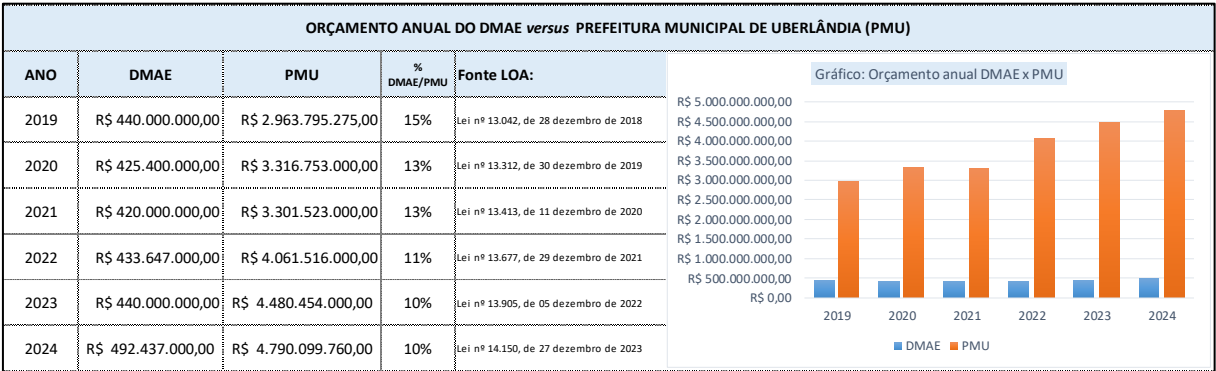 ORÇAMENTO ANUAL DO DMAE versus PREFEITURA MUNICIPAL DE UBERLÂNDIA (PMU)
ANO DMAE PMU % DMAE/PMU Fonte LOA:
2019 R$ 440.000.000,00 R$ 2.963.795.275,00 15% Lei nº 13.042, de 28 dezembro de 2018
2020 R$ 425.400.000,00 R$ 3.316.753.000,00 13% Lei nº 13.312, de 30 dezembro de 2019
2021 R$ 420.000.000,00 R$ 3.301.523.000,00 13% Lei nº 13.413, de 11 dezembro de 2020
2022 R$ 433.647.000,00 R$ 4.061.516.000,00 11% Lei nº 13.677, de 29 dezembro de 2021
2023 R$ 440.000.000,00 R$ 4.480.454.000,00 10% Lei nº 13.905, de 05 dezembro de 2022
2024 R$ 492.437.000,00 R$ 4.790.099.760,00 10% Lei nº 14.150, de 27 dezembro de 2023
Gráfico: Orçamento anual DMAE x PMU
R$ 5.000.000.000,00
R$ 4.500.000.000,00
R$ 4.000.000.000,00
R$ 3.500.000.000,00
R$ 3.000.000.000,00
R$ 2.500.000.000,00
R$ 2.000.000.000,00
R$ 1.500.000.000,00
R$ 1.000.000.000,00
R$ 500.000.000,00
R$ 0,00
2019 2020 2021 2022 2023 2024
DMAE PMU